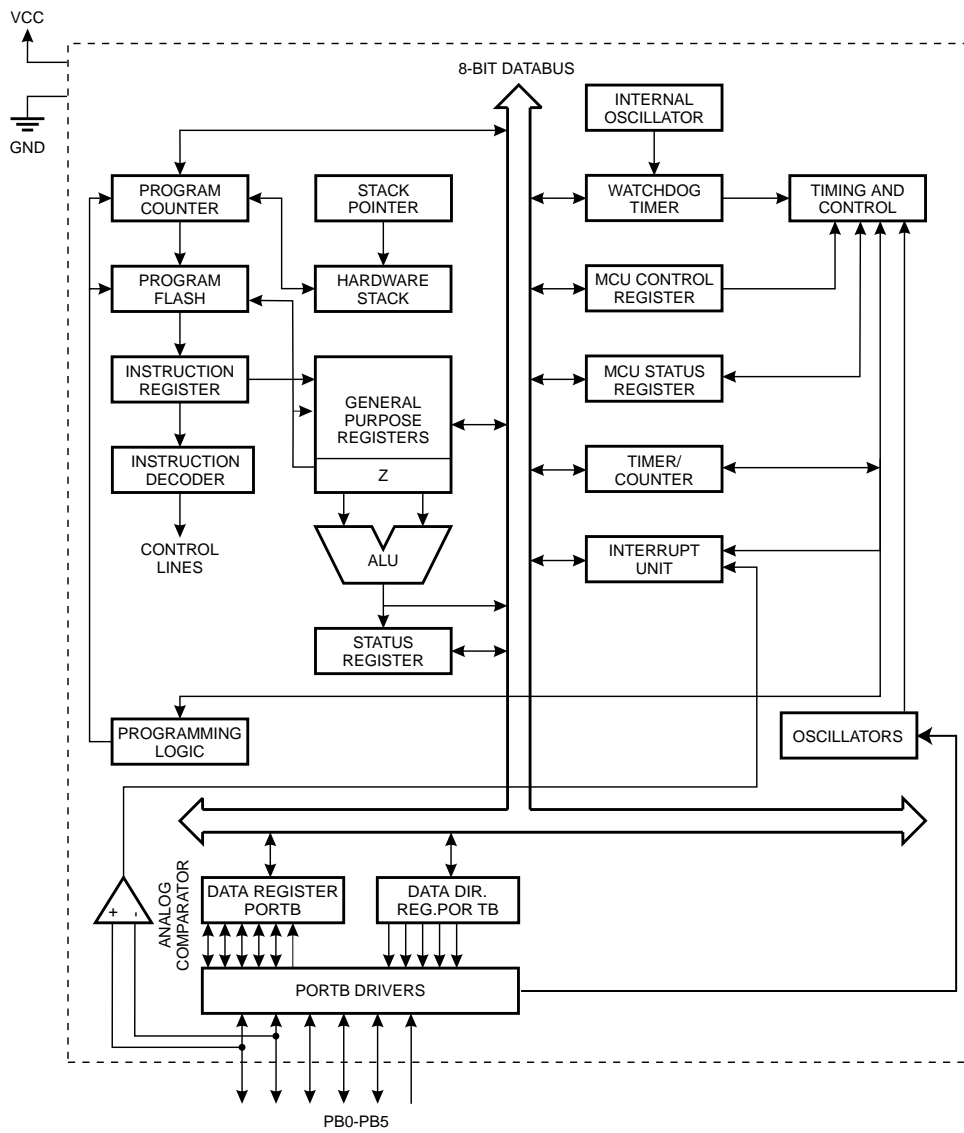 VCC
GND
8-BIT DATABUS
INTERNAL
OSCILLATOR
PROGRAM
COUNTER
STACK
POINTER
WATCHDOG
TIMER
TIMING AND
CONTROL
PROGRAM
FLASH
HARDWARE
STACK
MCU CONTROL
REGISTER
INSTRUCTION
REGISTER
GENERAL
PURPOSE
REGISTERS
Z
MCU STATUS
REGISTER
INSTRUCTION
DECODER
TIMER/
COUNTER
CONTROL
LINES
ALU
INTERRUPT
UNIT
STATUS
REGISTER
PROGRAMMING
LOGIC
OSCILLATORS
ANALOG
COMPARATOR
+ -
DATA REGISTER
PORTB
DATA DIR.
REG.POR TB
PORTB DRIVERS
PB0-PB5